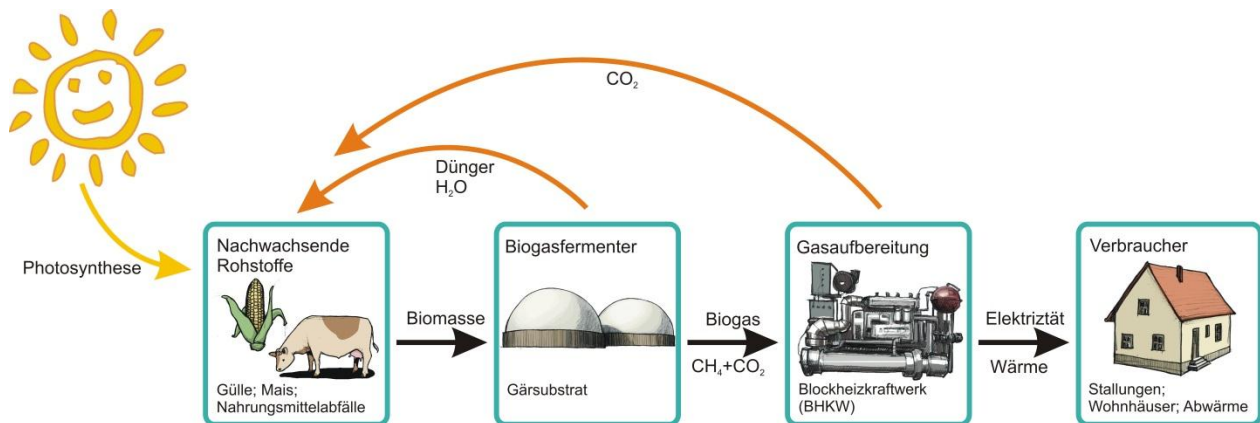 CO₂
Dünger
H₂O
Photosynthese
Nachwachsende
Rohstoffe
Gülle; Mais;
Nahrungsmittelabfälle
Biomasse
Biogasfermenter
Gärsubstrat
Biogas
CH₄+CO₂
Gasaufbereitung
Blockheizkraftwerk
(BHKW)
Elektriztät
Wärme
Verbraucher
Stallungen;
Wohnhäuser; Abwärme